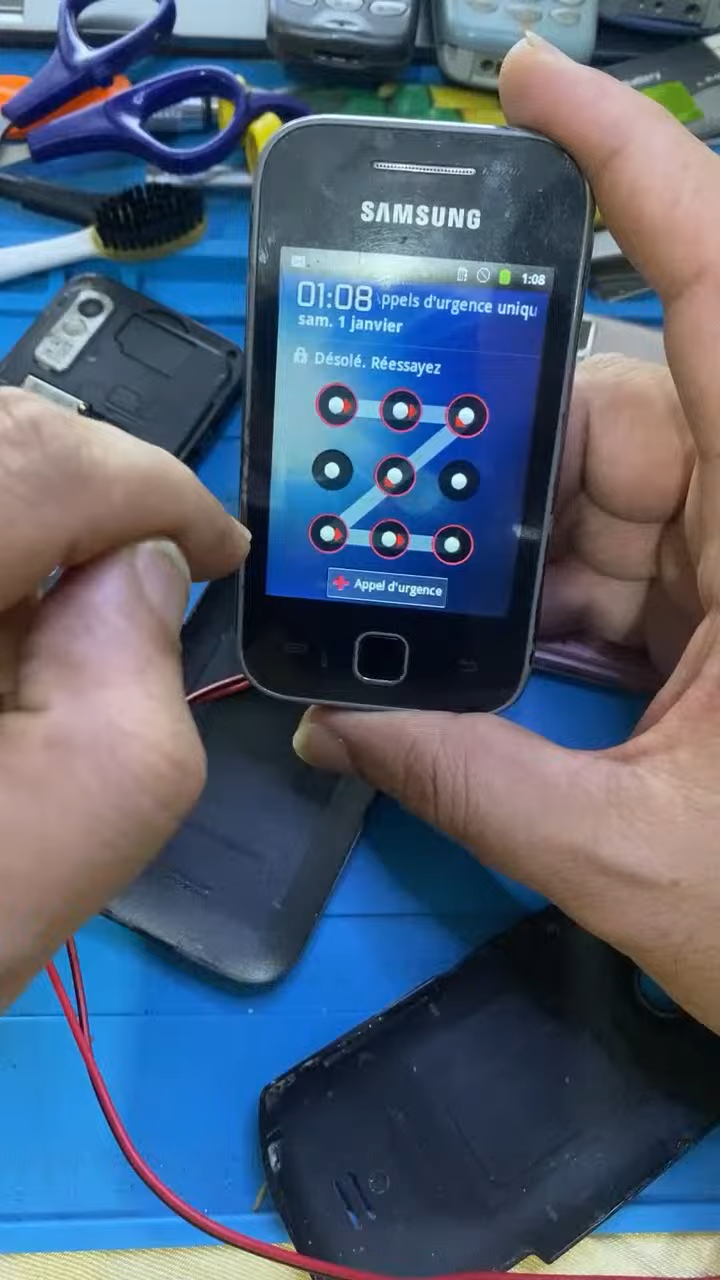 SAMSUNG
1:08
01:08 ppels d'urgence uniqu
sam. 1 janvier
Désolé. Réessayez
Appel d'urgence